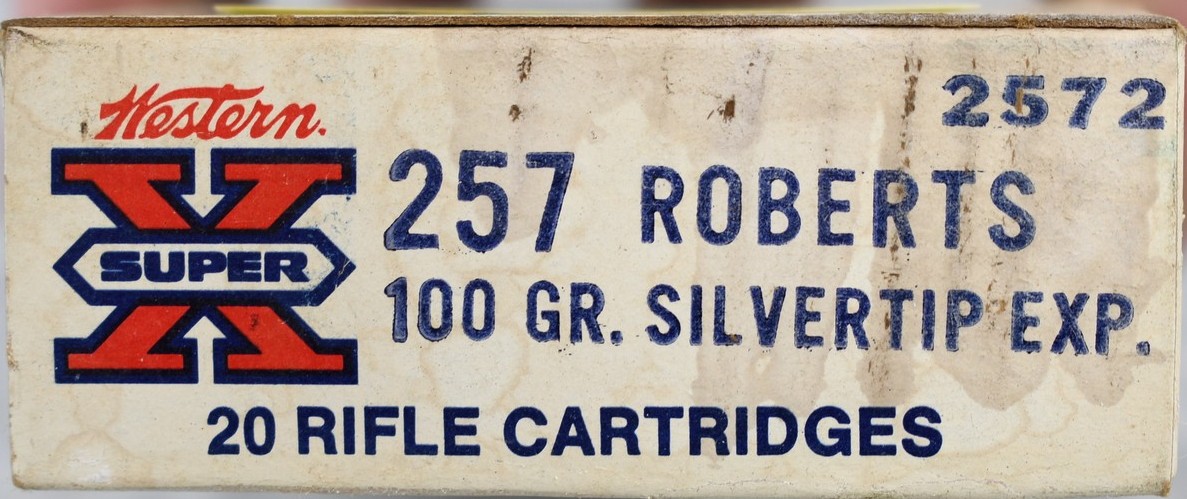 Western
2572
SUPER X
257 ROBERTS
100 GR. SILVERTIP EXP.
20 RIFLE CARTRIDGES